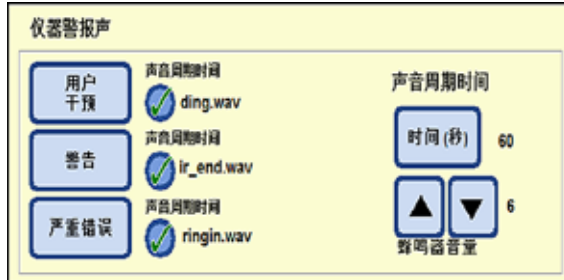 仪器警报声
用户
干预
声音周期时间
ding.wav
警告
声音周期时间
ir_end.wav
严重错误
声音周期时间
ringin.wav
声音周期时间
时间(秒)
60
6
蜂鸣器音量